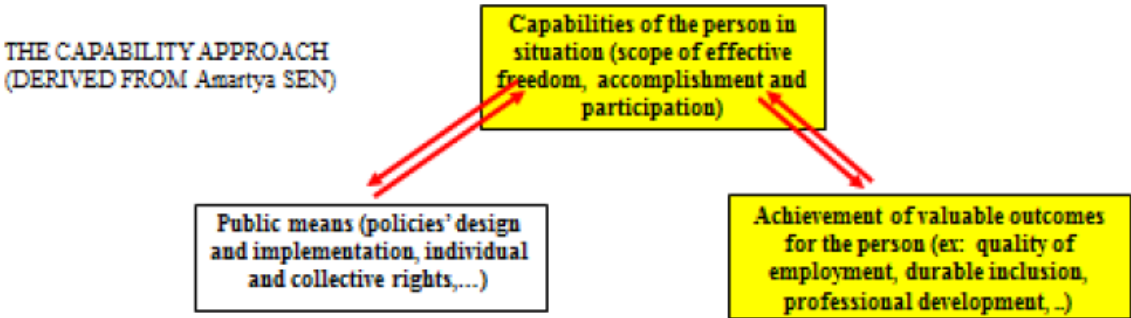 THE CAPABILITY APPROACH
(DERIVED FROM Amartya SEN)
Capabilities of the person in
situation (scope of effective
freedom, accomplishment and
participation)
Public means (policies' design
and implementation, individual
and collective rights,...)
Achievement of valuable outcomes
for the person (ex: quality of
employment, durable inclusion,
professional development, ..)